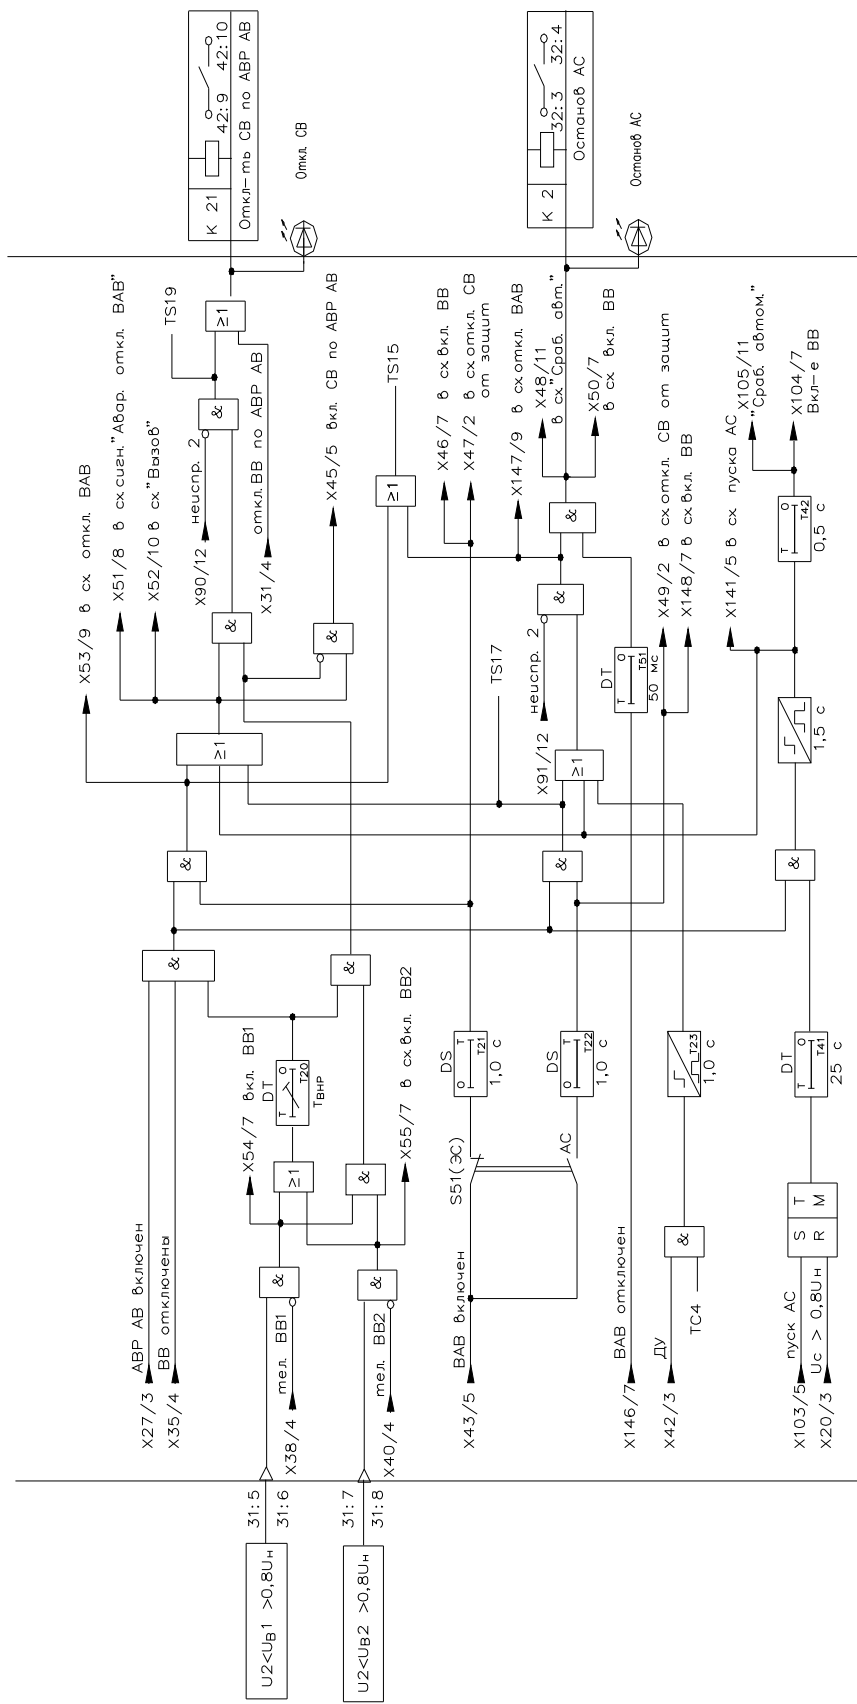 К 21
42:9 42:10
Откл-ть СВ по АВР АВ
Откл. СВ
К 2
32:3 32:4
Останов АС
Останов АС
X53/9 в сх. откл. ВАВ
X51/8 в сх.сигн."Авар. откл. ВАВ"
X52/10 в сх."Вызов"
X90/12
неиспр. 2
TS19
≥1
&
X31/4
откл.ВВ по АВР АВ
X45/5 вкл. СВ по АВР АВ
&
&
≥1
TS15
≥1
X46/7 в сх.вкл. ВВ
X47/2 в сх.откл. СВ
от защит
X147/9 в сх.откл. ВАВ
X48/11
в сх."Сраб. авт."
X50/7
в сх. вкл. ВВ
&
&
неиспр. 2
X91/12
TS17
≥1
DT
T O
T51
50 мс
X49/2 в сх.откл. СВ от защит
X148/7 в сх.вкл. ВВ
X141/5 в сх. пуска АС
X105/11
"Сраб. автом."
X104/7
Вкл-е ВВ
T O
T42
0,5 с
1,5 с
&
&
&
&
&
DT
T O
T20
Твнр
X54/7 вкл. ВВ1
X55/7 в сх.вкл. ВВ2
≥1
&
&
&
DS
O T
T21
1,0 с
DS
O T
T22
1,0 с
T23
1,0 с
DT
T O
T41
25 с
S51(ЭС)
АС
&
TC4
S T
R M
X27/3
АВР АВ включен
X35/4
ВВ отключены
X38/4
тел. ВВ1
X40/4
тел. ВВ2
X43/5
ВАВ включен
X146/7
ВАВ отключен
X42/3
ДУ
X103/5
пуск АС
X20/3
Uс > 0,8Uн
31:5
31:6
31:7
31:8
U2<Uв1 >0,8Uн
U2<Uв2 >0,8Uн